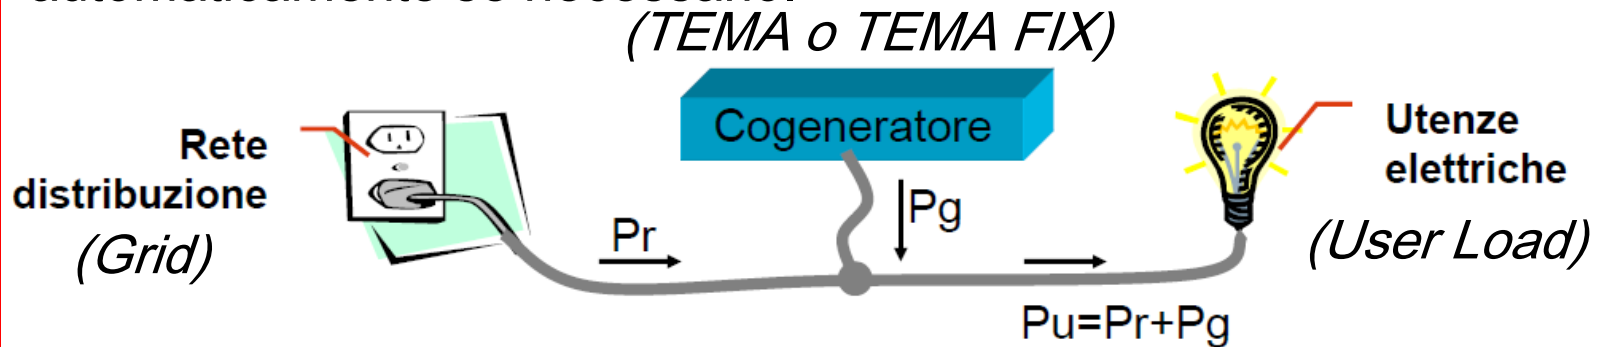 (TEMA o TEMA FIX)
Cogeneratore
Rete
distribuzione
(Grid)
Pr
Pg
Utenze
elettriche
(User Load)
Pu=Pr+Pg